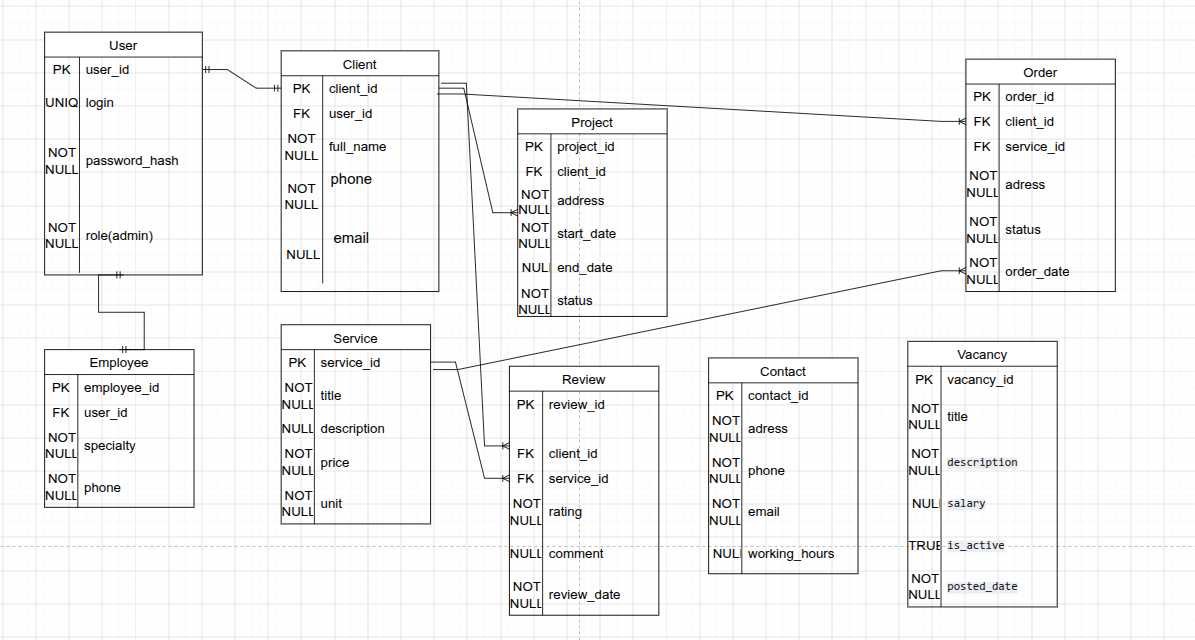 User
PK user_id
UNIQ login
NOT
NULL
password_hash
NOT
NULL
role(admin)
Client
PK client_id
FK user_id
NOT
NULL
full_name
NOT
NULL
phone
NULL
email
Project
PK project_id
FK client_id
NOT
NULL
address
NOT
NULL
start_date
NULL end_date
NOT
NULL
status
Order
PK order_id
FK client_id
FK service_id
NOT
NULL
adress
NOT
NULL
status
NOT
NULL
order_date
Employee
PK employee_id
FK user_id
NOT
NULL
specialty
NOT
NULL
phone
Service
PK service_id
NOT
NULL
title
NULL description
NOT
NULL
price
NOT
NULL
unit
Review
PK review_id
FK client_id
FK service_id
NOT
NULL
rating
NULL comment
NOT
NULL
review_date
Contact
PK contact_id
NOT
NULL
adress
NOT
NULL
phone
NOT
NULL
email
NULL working_hours
Vacancy
PK vacancy_id
NOT
NULL
title
NOT
NULL
description
NULL salary
TRUE is_active
NOT
NULL
posted_date